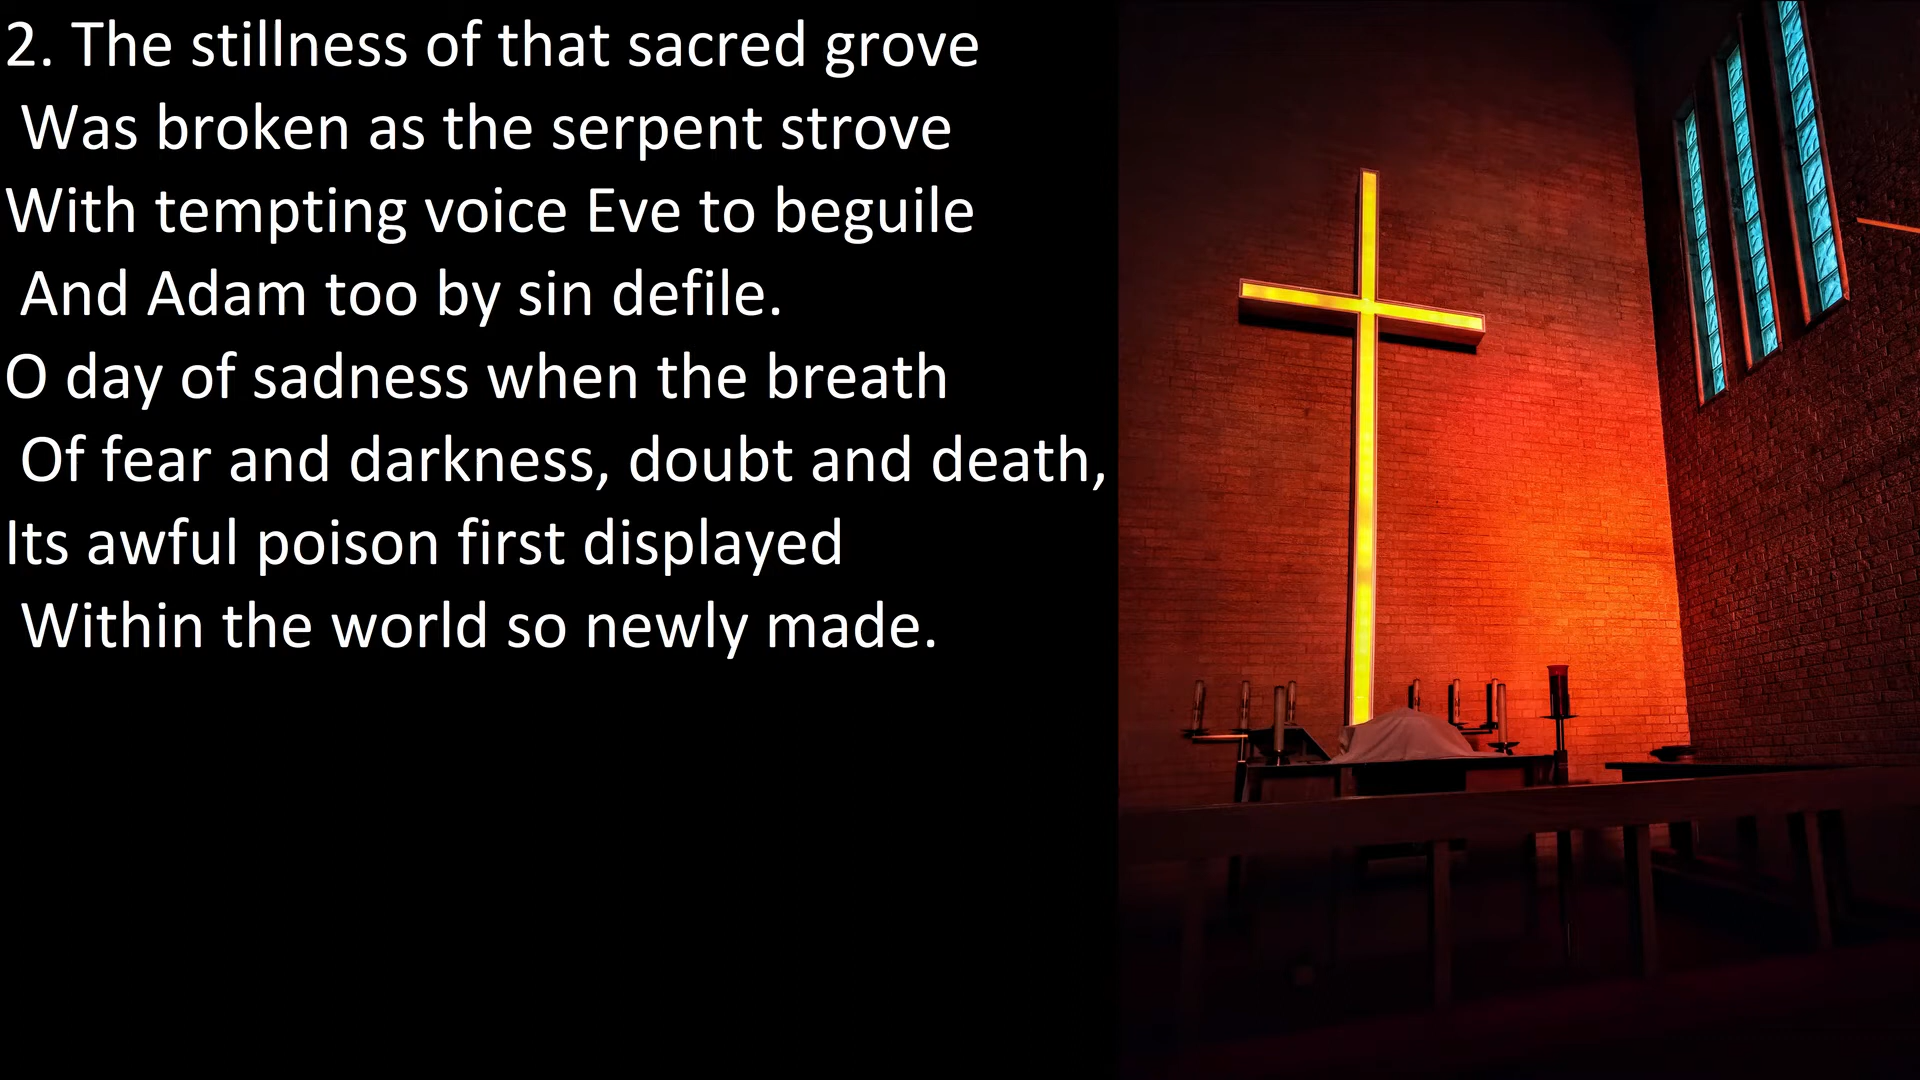 2. The stillness of that sacred grove
Was broken as the serpent strove
With tempting voice Eve to beguile
And Adam too by sin defile.
O day of sadness when the breath
Of fear and darkness, doubt and death,
Its awful poison first displayed
Within the world so newly made.